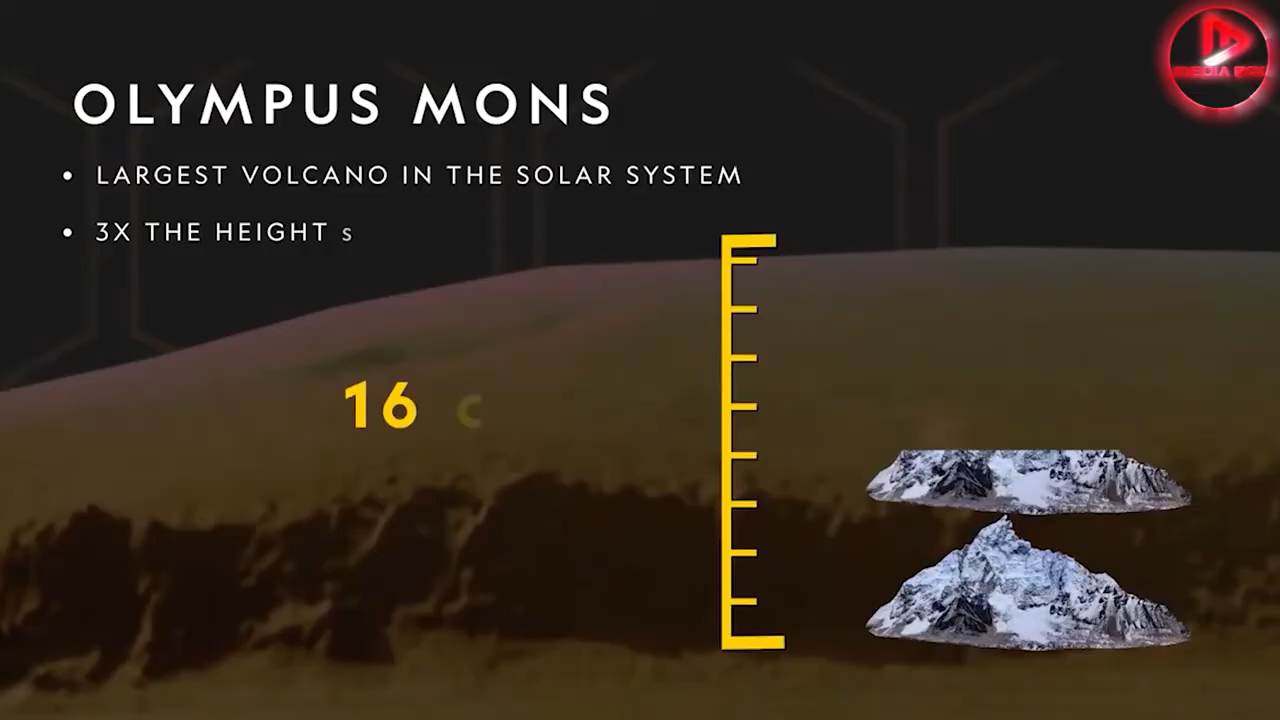 OLYMPUS MONS
• LARGEST VOLCANO IN THE SOLAR SYSTEM
• 3X THE HEIGHT s
16 c